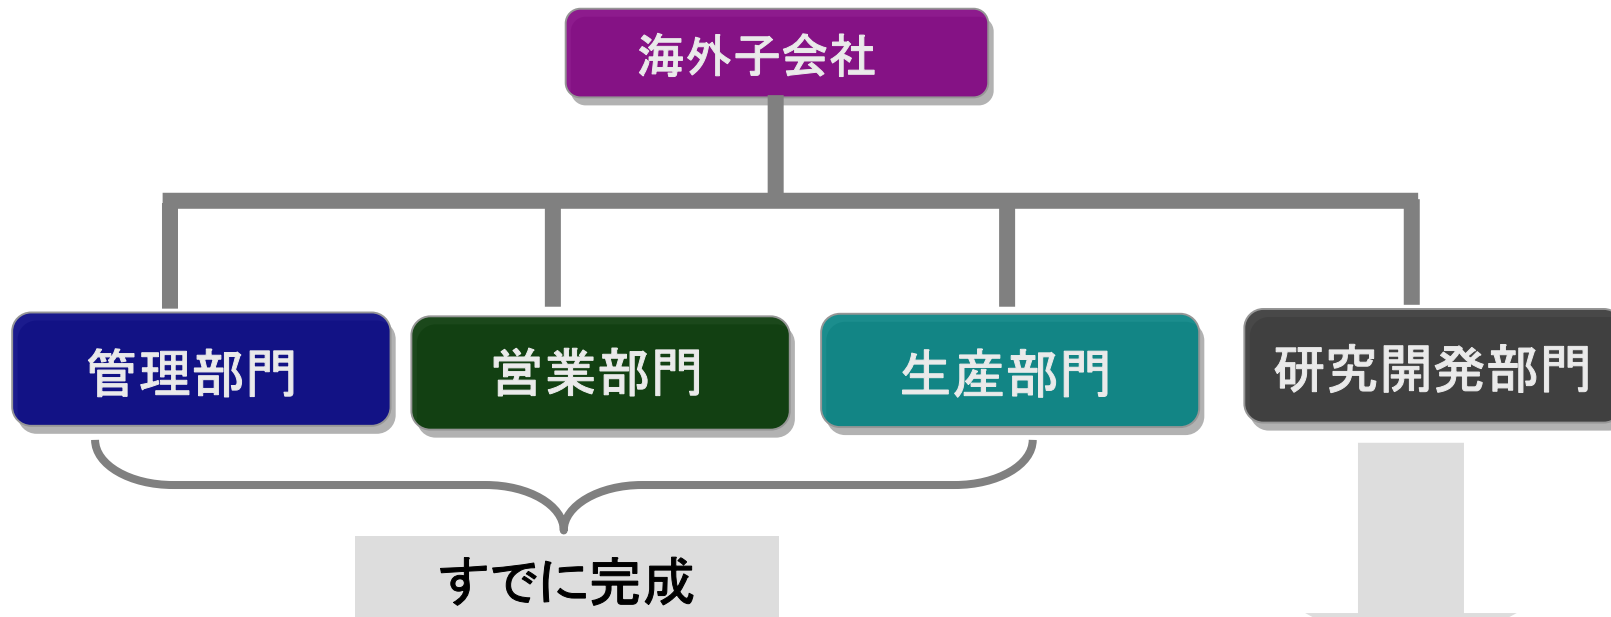 海外子会社
管理部門
営業部門
生産部門
研究開発部門
すでに完成